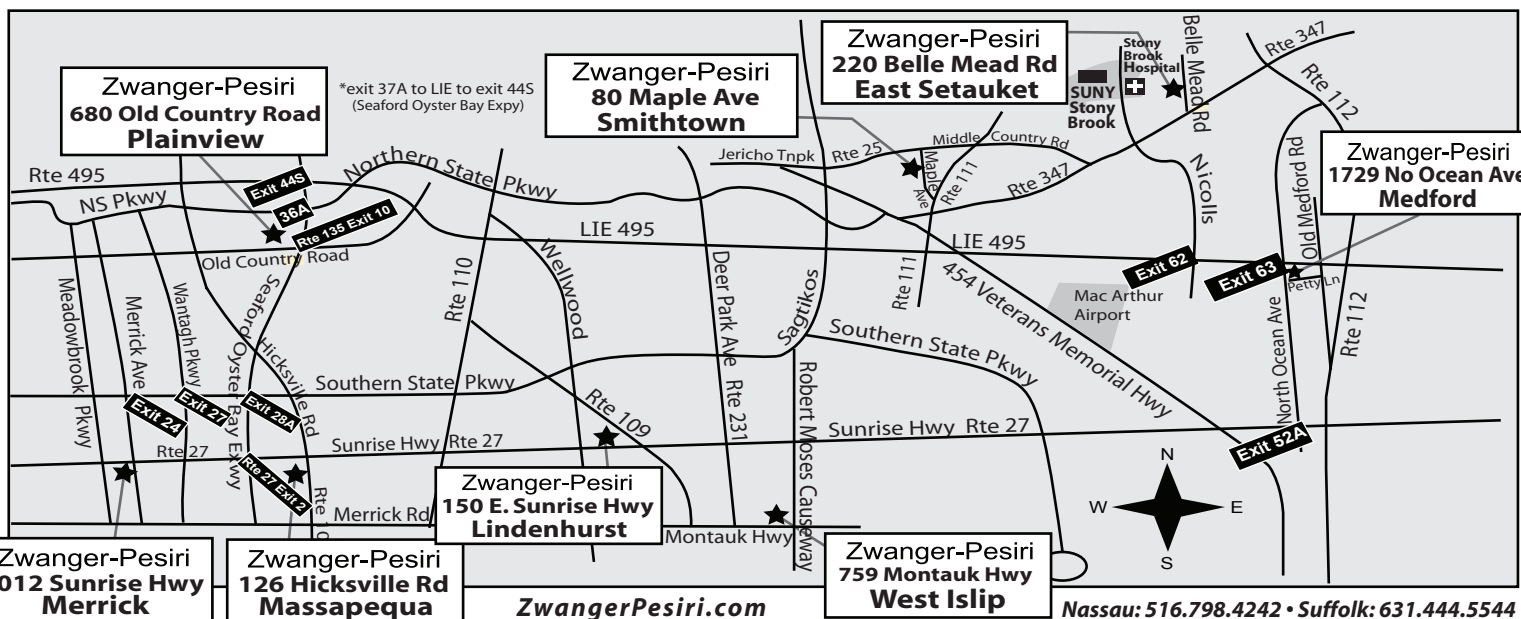 Zwanger-Pesiri
680 Old Country Road
Plainview
*exit 37A to LIE to exit 44S
(Seaford Oyster Bay Expy)
Zwanger-Pesiri
80 Maple Ave
Smithtown
Zwanger-Pesiri
220 Belle Mead Rd
East Setauket
Stony
Brook
Hospital
SUNY
Stony
Brook
Belle Mead Rd
Rte 347
Rte 112
Zwanger-Pesiri
1729 No Ocean Ave
Medford
Rte 495
NS Pkwy
Exit 44S
36A
Rte 135 Exit 10
Northern State Pkwy
Old Country Road
Jericho Tnpk
Rte 25
Middle Country Rd
Maple Ave
Rte 111
Rte 347
Nicolls
Old Medford Rd
LIE 495
LIE 495
Exit 62
Exit 63
Petty Ln
Meadowbrook Pkwy
Merrick Ave
Wantagh Pkwy
Seaford Oyster Bay Exwy
Hicksville Rd
Rte 110
Wellwood
Deer Park Ave Rte 231
Sagtikos
Rte 111
454 Veterans Memorial Hwy
Mac Arthur
Airport
North Ocean Ave
Rte 112
Southern State Pkwy
Southern State Pkwy
Exit 24
Exit 27
Exit 28A
Rte 109
Robert Moses Causeway
Rte 27
Sunrise Hwy Rte 27
Sunrise Hwy Rte 27
Exit 52A
Rte 27 Exit 2
Rte 10
Merrick Rd
Montauk Hwy
Zwanger-Pesiri
150 E. Sunrise Hwy
Lindenhurst
N
W
E
S
Zwanger-Pesiri
012 Sunrise Hwy
Merrick
Zwanger-Pesiri
126 Hicksville Rd
Massapequa
Zwanger-Pesiri
759 Montauk Hwy
West Islip
ZwangerPesiri.com
Nassau: 516.798.4242 • Suffolk: 631.444.5544